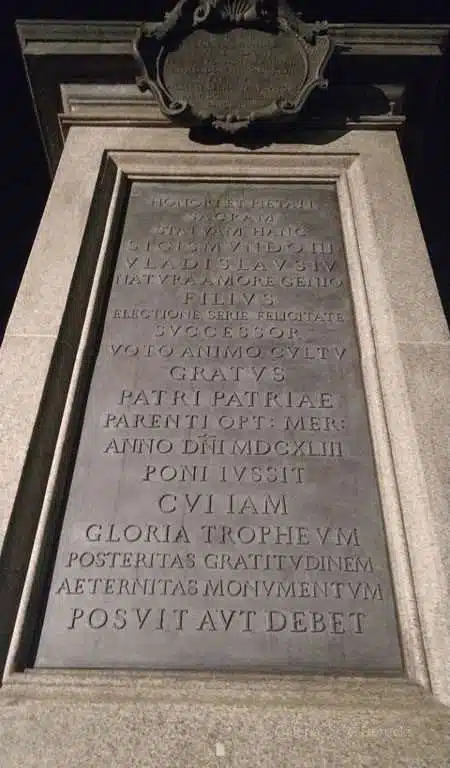 HONORI ET PIETATI
SACRAM
STATVAM HANC
SIGISMVNDO III
VLADISLAVS IV
NATVRA AMORE GENIO
FILIVS
ELECTIONE SERIE FELICITATE
SVCCESSOR
VOTO ANIMO CVLTV
GRATVS
PATRI PATRIAE
PARENTI OPT: MER:
ANNO DÑI MDCXLIII
PONI IVSSIT
CVI IAM
GLORIA TROPHEVM
POSTERITAS GRATITVDINEM
AETERNITAS MONVMENTVM
POSVIT AVT DEBET